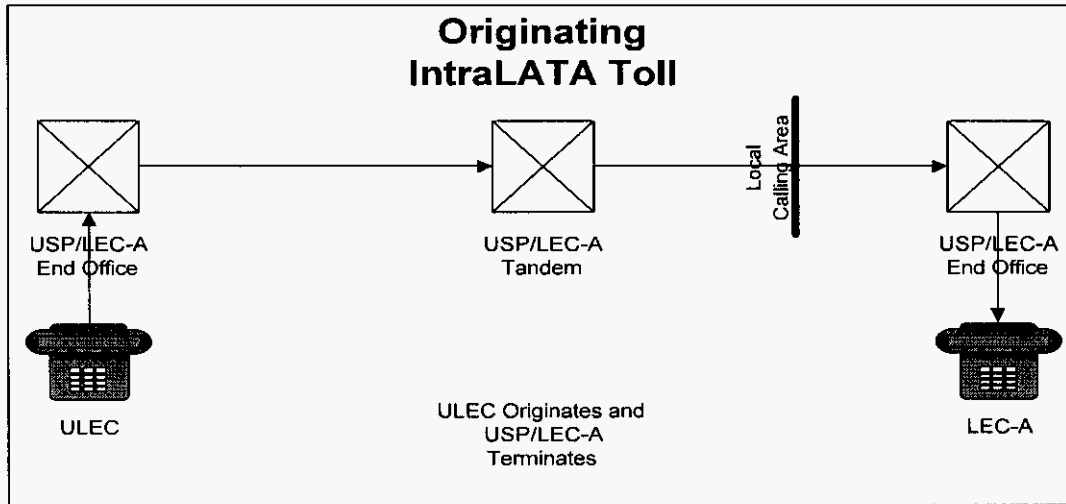 Originating
IntraLATA Toll
Local
Calling Area
USP/LEC-A
End Office
USP/LEC-A
Tandem
USP/LEC-A
End Office
ULEC
ULEC Originates and
USP/LEC-A
Terminates
LEC-A